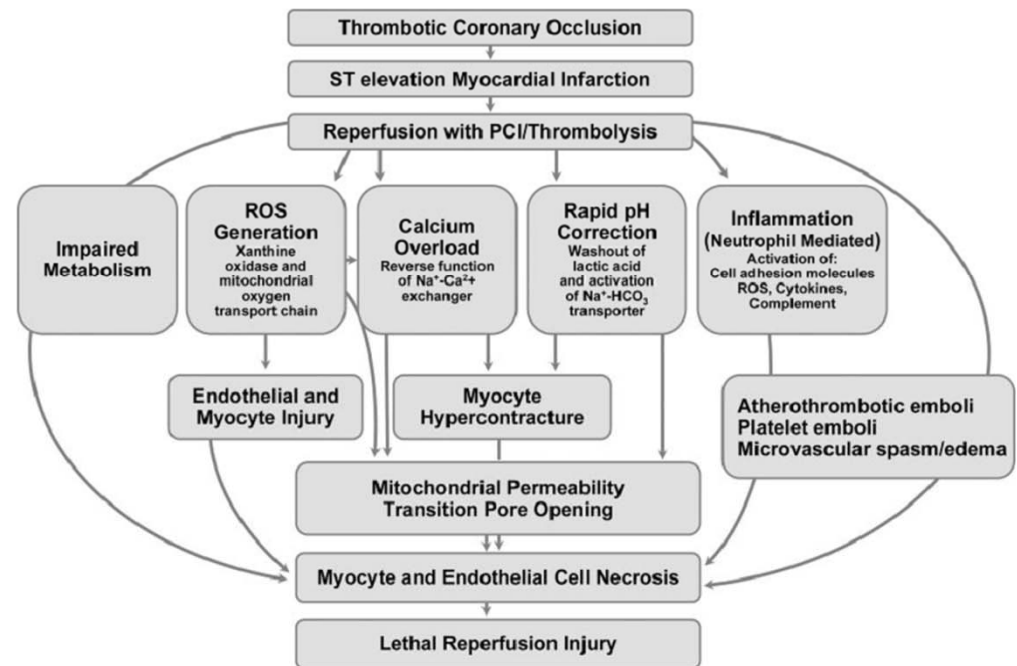 Thrombotic Coronary Occlusion
ST elevation Myocardial Infarction
Reperfusion with PCI/Thrombolysis
Impaired
Metabolism
ROS
Generation
Xanthine
oxidase and
mitochondrial
oxygen
transport chain
Calcium
Overload
Reverse function
of Na⁺-Ca²⁺
exchanger
Rapid pH
Correction
Washout of
lactic acid
and activation
of Na⁺-HCO₃
transporter
Inflammation
(Neutrophil Mediated)
Activation of:
Cell adhesion molecules
ROS, Cytokines,
Complement
Endothelial and
Myocyte Injury
Myocyte
Hypercontracture
Atherothrombotic emboli
Platelet emboli
Microvascular spasm/edema
Mitochondrial Permeability
Transition Pore Opening
Myocyte and Endothelial Cell Necrosis
Lethal Reperfusion Injury